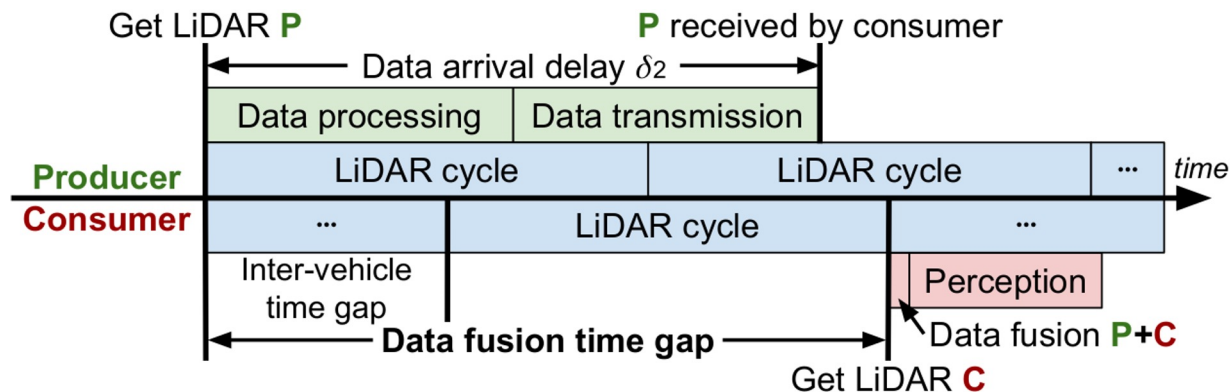 Get LiDAR P
P received by consumer
Data arrival delay δ2
Data processing
Data transmission
LiDAR cycle
LiDAR cycle
...
time
Producer
Consumer
...
LiDAR cycle
...
Inter-vehicle
time gap
Perception
Data fusion time gap
Data fusion P+C
Get LiDAR C